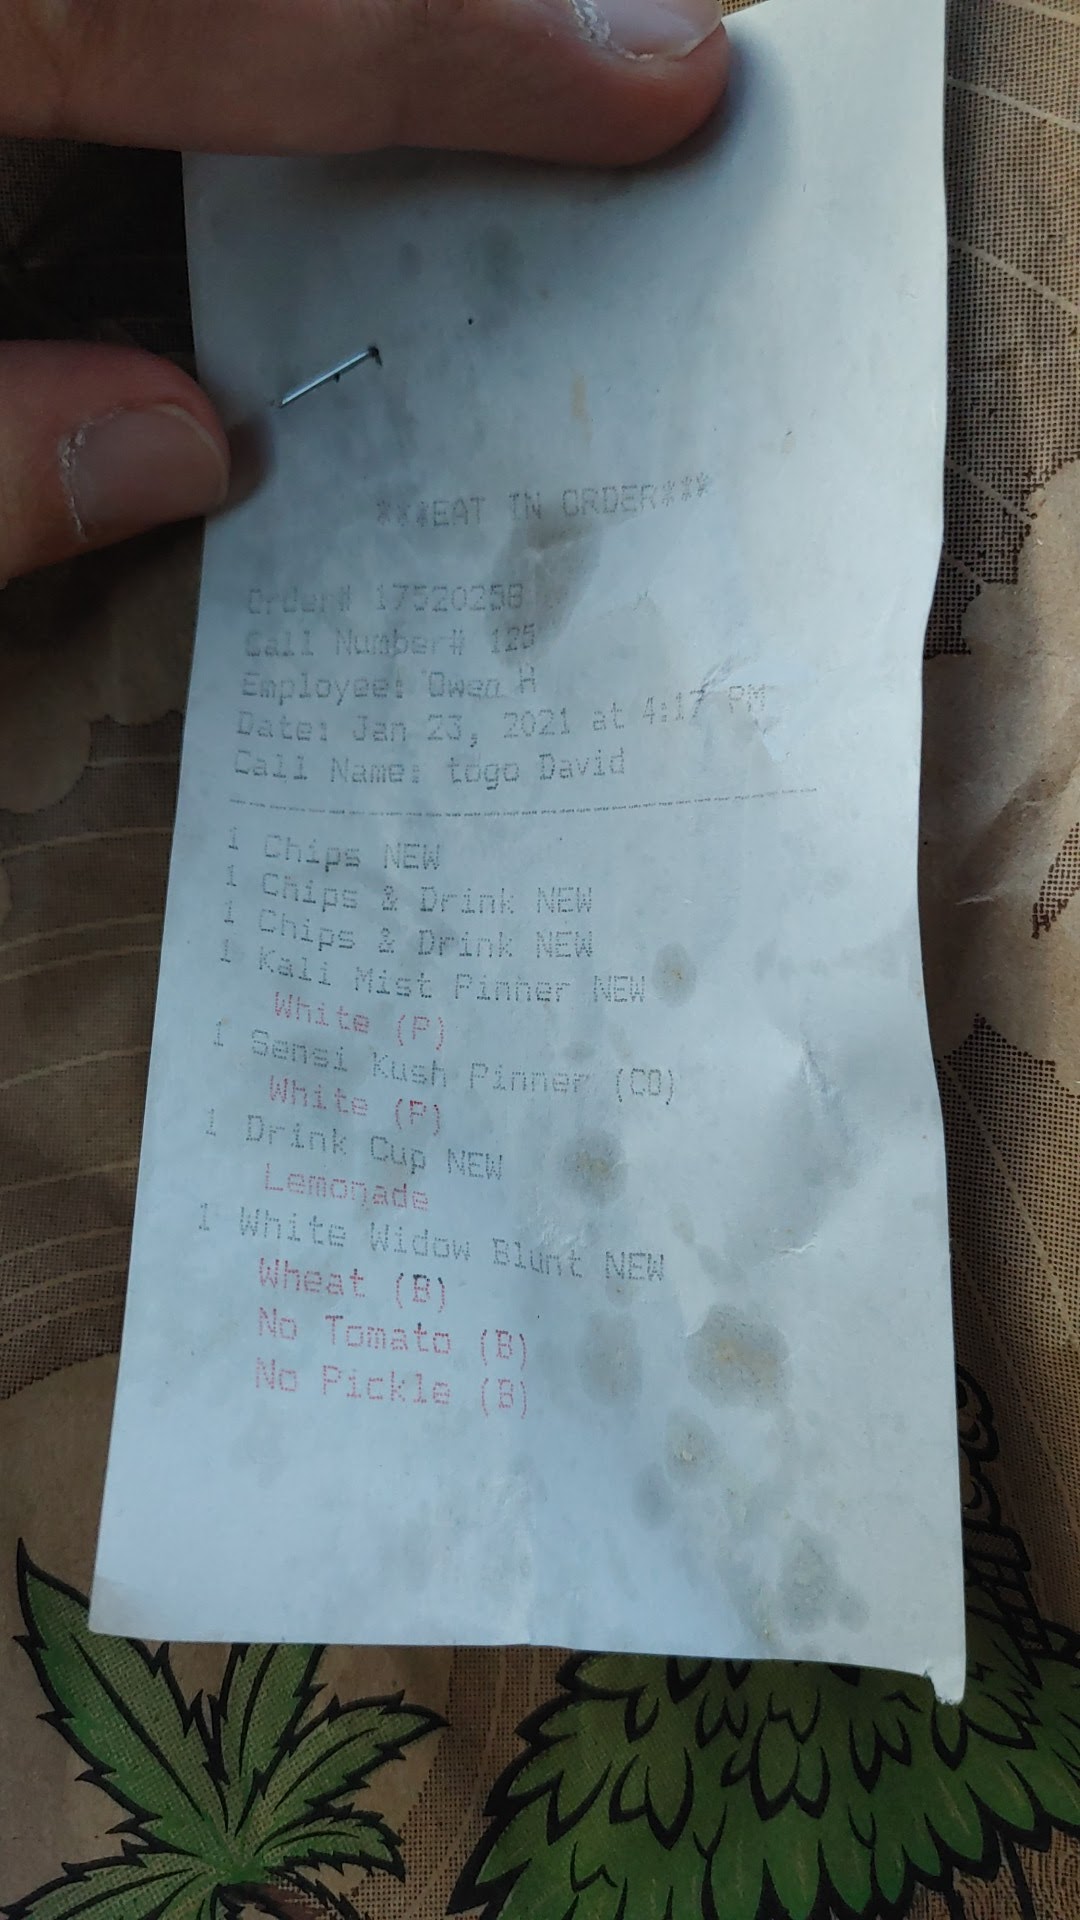 ***EAT IN ORDER***
Order# 17520258
Call Number# 125
Employee: Owen H
Date: Jan 23, 2021 at 4:17 PM
Call Name: togo David
1 Chips NEW
1 Chips & Drink NEW
1 Chips & Drink NEW
1 Kali Mist Pinner NEW
White (P)
1 Sensi Kush Pinner (CO)
White (P)
1 Drink Cup NEW
Lemonade
1 White Widow Blunt NEW
Wheat (B)
No Tomato (B)
No Pickle (B)